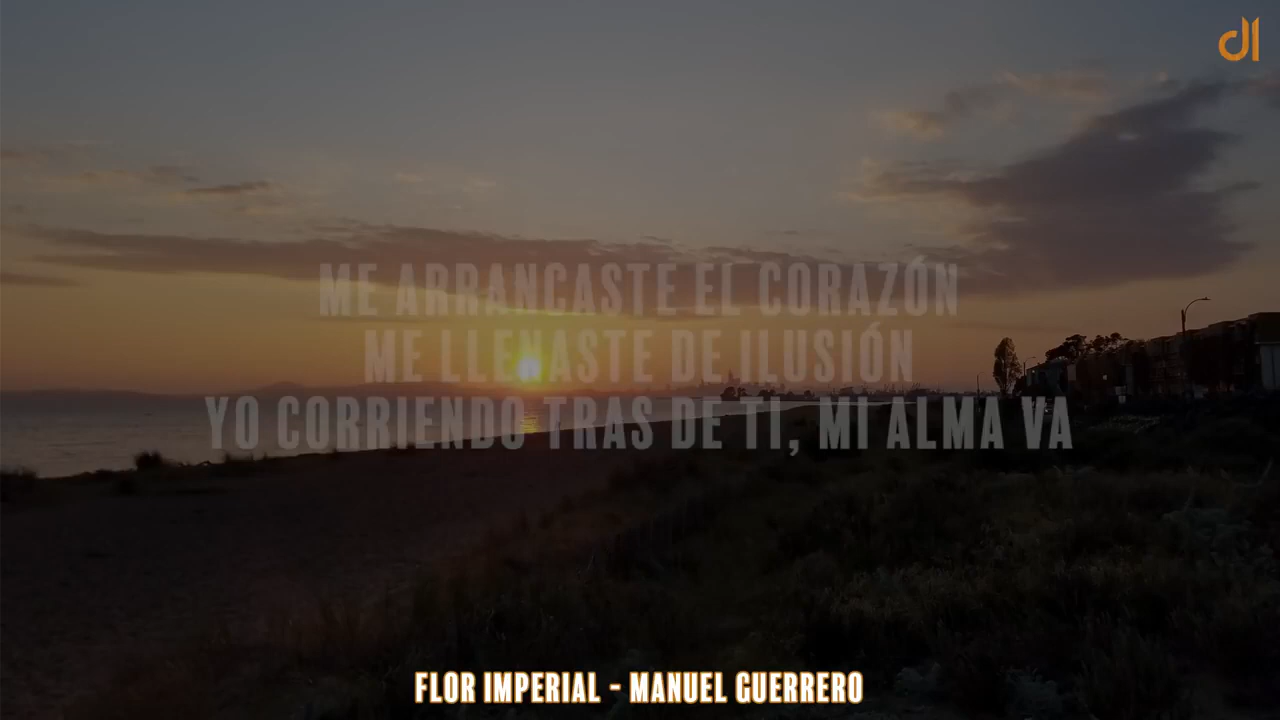 ME ARRANCASTE EL CORAZÓN
ME LLENASTE DE ILUSIÓN
YO CORRIENDO TRAS DE TI, MI ALMA VA
FLOR IMPERIAL - MANUEL GUERRERO